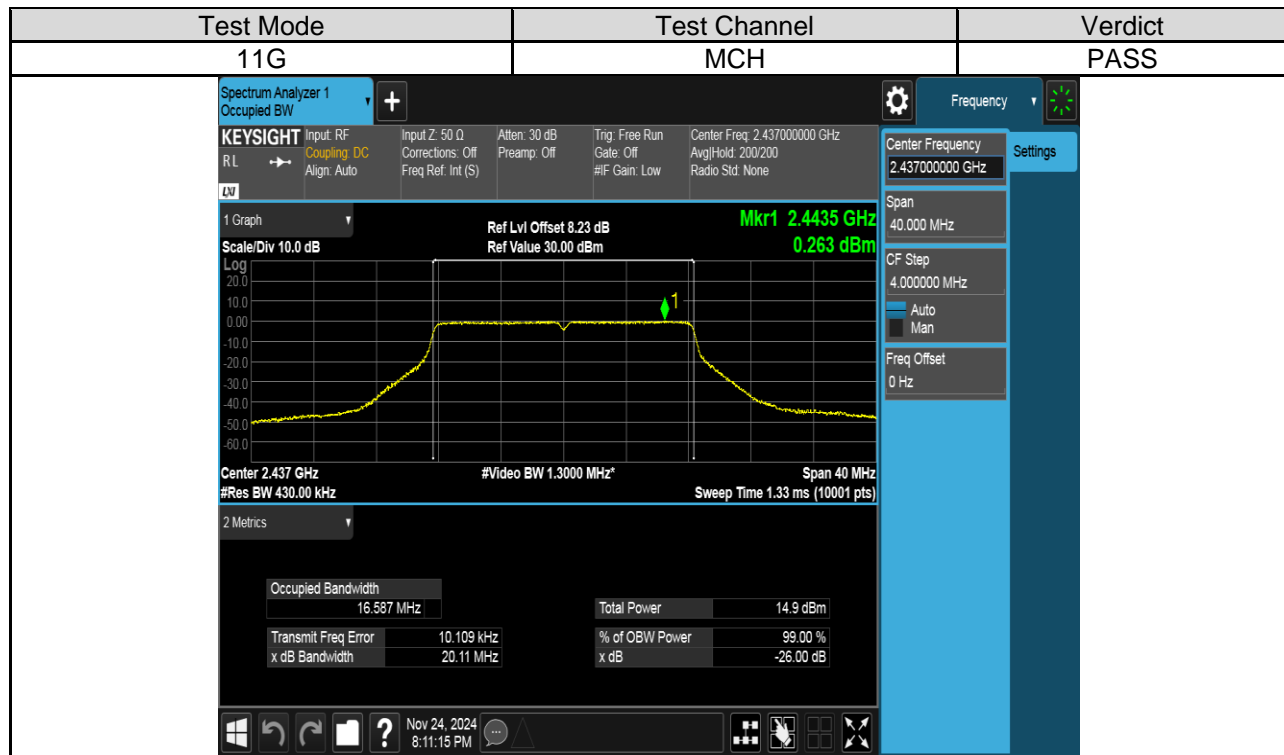 Test Mode Test Channel Verdict
11G MCH PASS
Spectrum Analyzer 1
Occupied BW
+
Frequency
KEYSIGHT
RL
LXI
Input: RF
Coupling: DC
Align: Auto
Input Z: 50 Ω
Corrections: Off
Freq Ref: Int (S)
Atten: 30 dB
Preamp: Off
Trig: Free Run
Gate: Off
#IF Gain: Low
Center Freq: 2.437000000 GHz
Avg|Hold: 200/200
Radio Std: None
Center Frequency
2.437000000 GHz
Settings
Span
40.000 MHz
CF Step
4.000000 MHz
Auto
Man
Freq Offset
0 Hz
1 Graph
Scale/Div 10.0 dB
Ref Lvl Offset 8.23 dB
Ref Value 30.00 dBm
Mkr1 2.4435 GHz
0.263 dBm
Log
20.0
10.0
0.00
-10.0
-20.0
-30.0
-40.0
-50.0
-60.0
1
Center 2.437 GHz #Video BW 1.3000 MHz* Span 40 MHz
#Res BW 430.00 kHz Sweep Time 1.33 ms (10001 pts)
2 Metrics
Occupied Bandwidth
16.587 MHz
Total Power 14.9 dBm
Transmit Freq Error 10.109 kHz % of OBW Power 99.00 %
x dB Bandwidth 20.11 MHz x dB -26.00 dB
?
Nov 24, 2024
8:11:15 PM